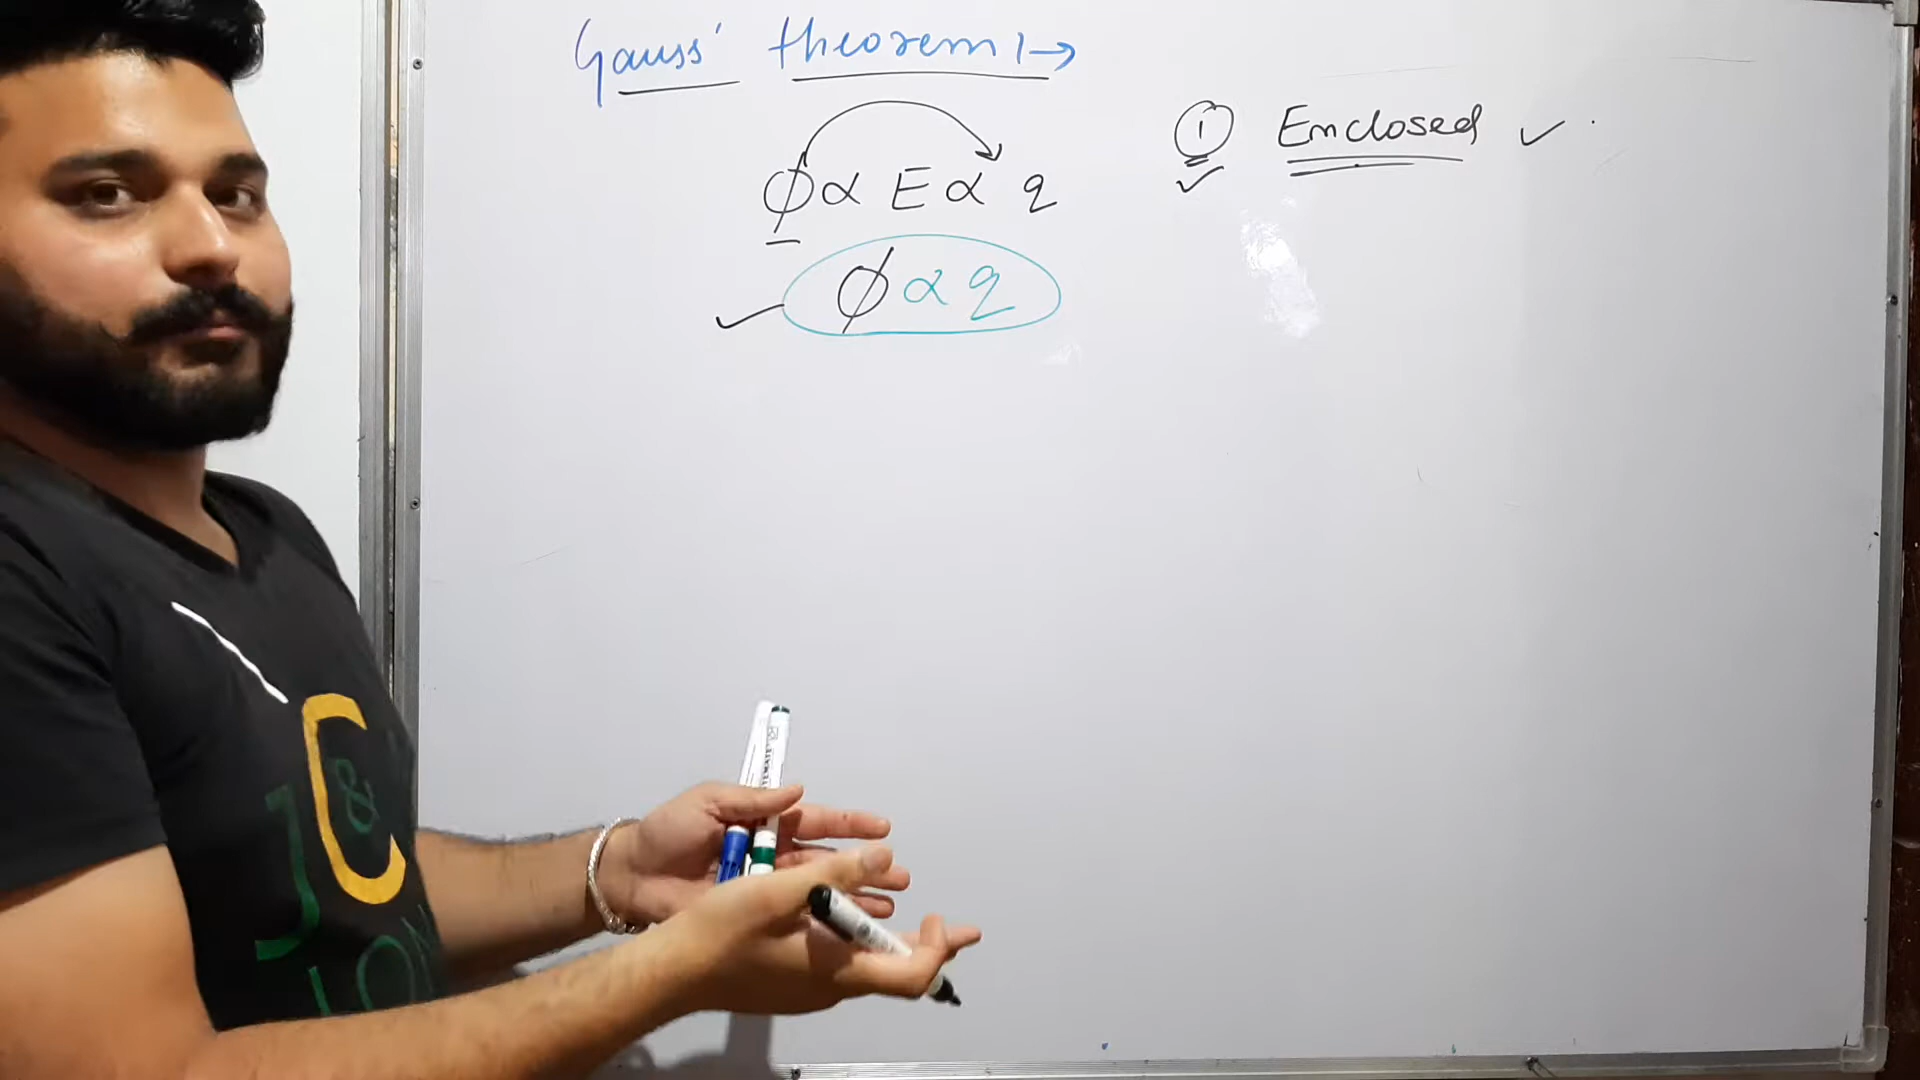 Gauss' theorem :→
ϕ ∝ E ∝ q
ϕ ∝ q
① Enclosed
J & C